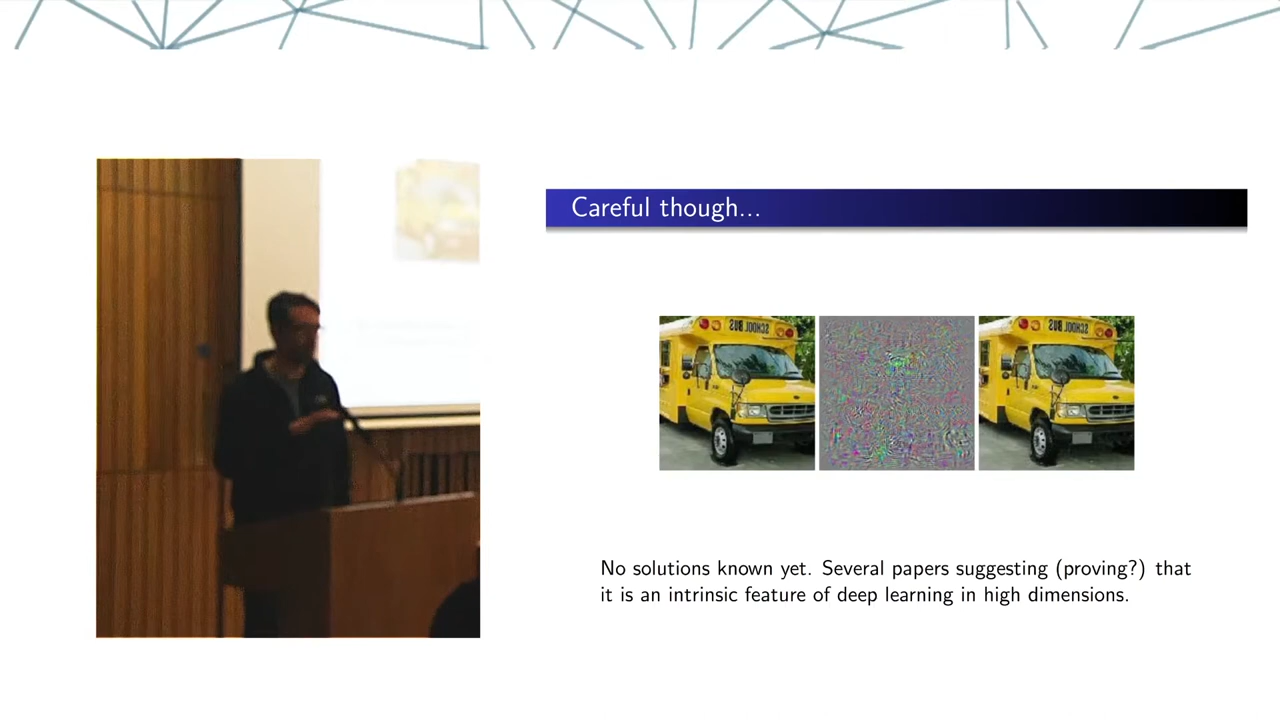 Careful though...
SCHOOL BUS
SCHOOL BUS
No solutions known yet. Several papers suggesting (proving?) that
it is an intrinsic feature of deep learning in high dimensions.